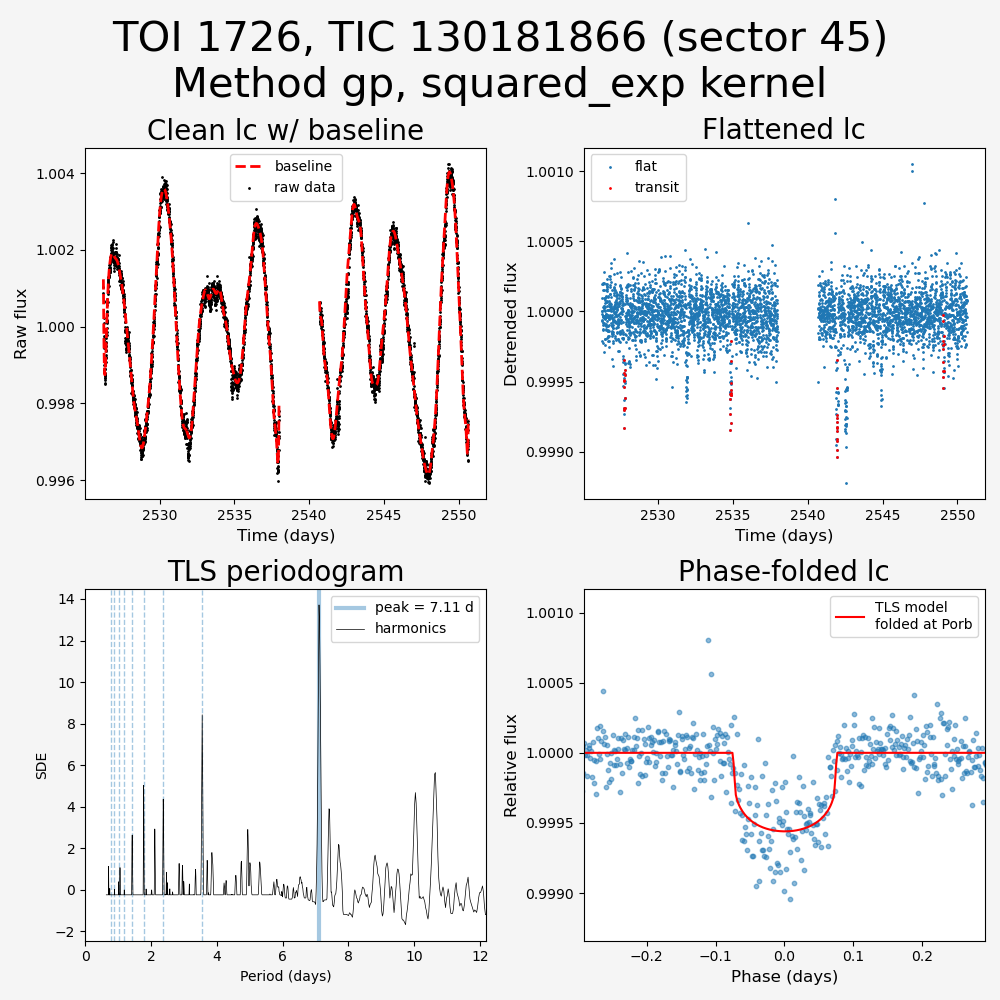 TOI 1726, TIC 130181866 (sector 45)
Method gp, squared_exp kernel
Clean lc w/ baseline
Raw flux
1.004
1.002
1.000
0.998
0.996
baseline
raw data
2530
2535
2540
2545
2550
Time (days)
Flattened lc
Detrended flux
1.0010
1.0005
1.0000
0.9995
0.9990
flat
transit
2530
2535
2540
2545
2550
Time (days)
TLS periodogram
SDE
14
12
10
8
6
4
2
0
−2
peak = 7.11 d
harmonics
0
2
4
6
8
10
12
Period (days)
Phase-folded lc
Relative flux
1.0010
1.0005
1.0000
0.9995
0.9990
TLS model
folded at Porb
−0.2
−0.1
0.0
0.1
0.2
Phase (days)